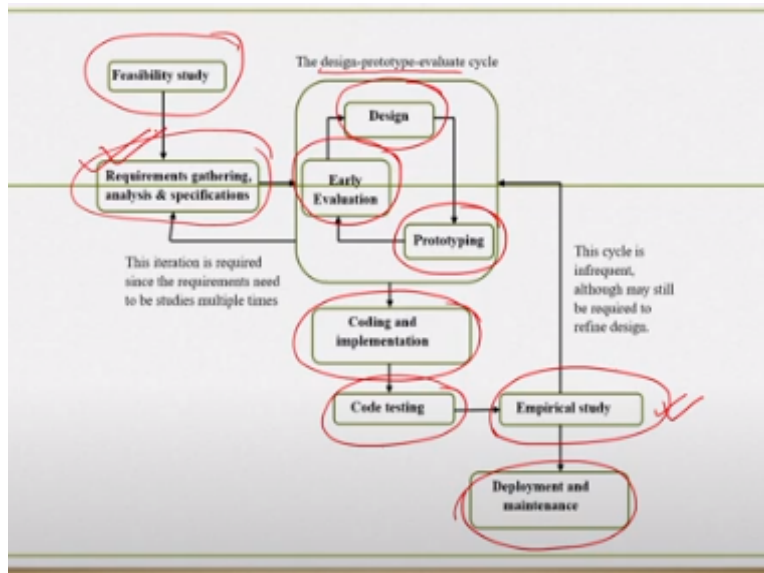 The design-prototype-evaluate cycle
Feasibility study
Design
Requirements gathering,
analysis & specifications
Early
Evaluation
Prototyping
This iteration is required
since the requirements need
to be studies multiple times
This cycle is
infrequent,
although may still
be required to
refine design.
Coding and
implementation
Code testing
Empirical study
Deployment and
maintenance